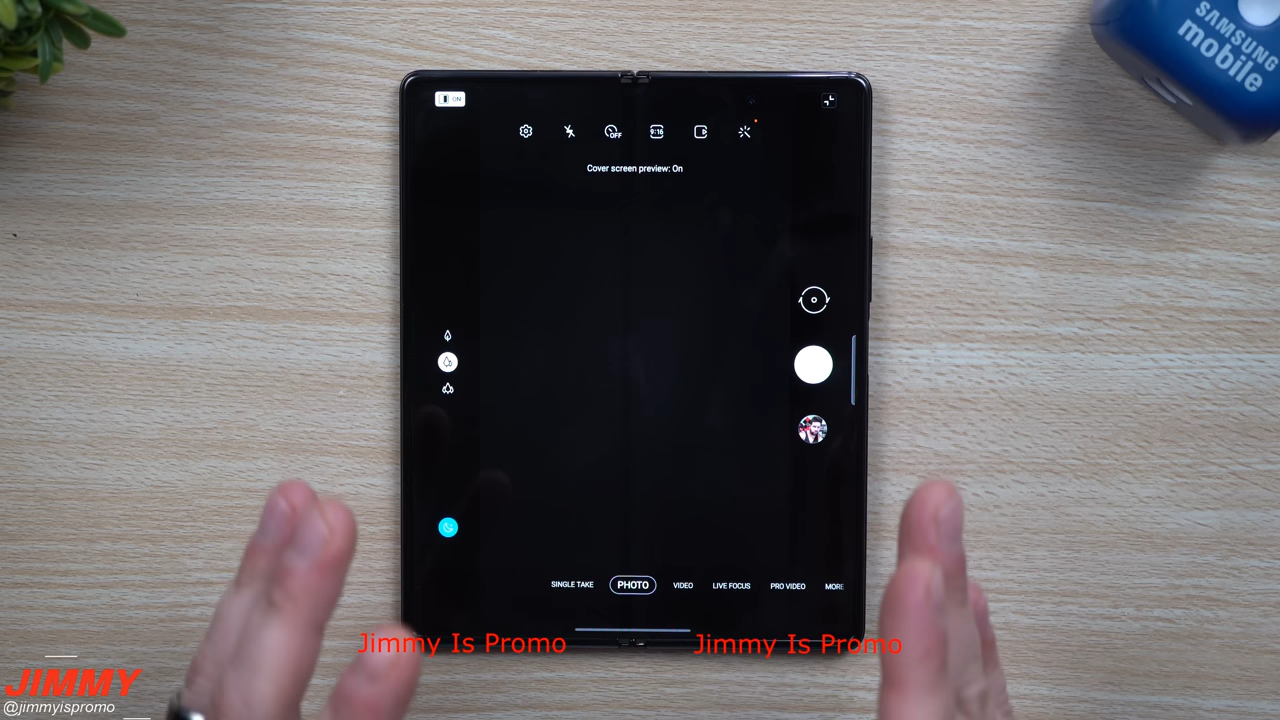 SAMSUNG
mobile
ON
OFF
9:16
Cover screen preview: On
SINGLE TAKE PHOTO VIDEO LIVE FOCUS PRO VIDEO MORE
Jimmy Is Promo Jimmy Is Promo
JIMMY
@jimmyispromo